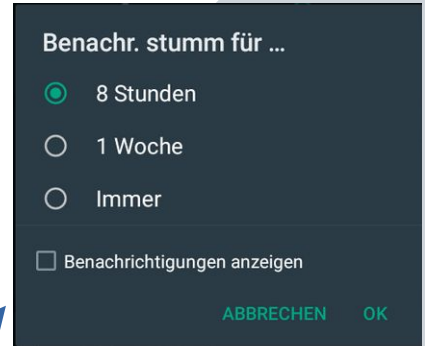 Benachr. stumm für ...
8 Stunden
1 Woche
Immer
Benachrichtigungen anzeigen
ABBRECHEN OK